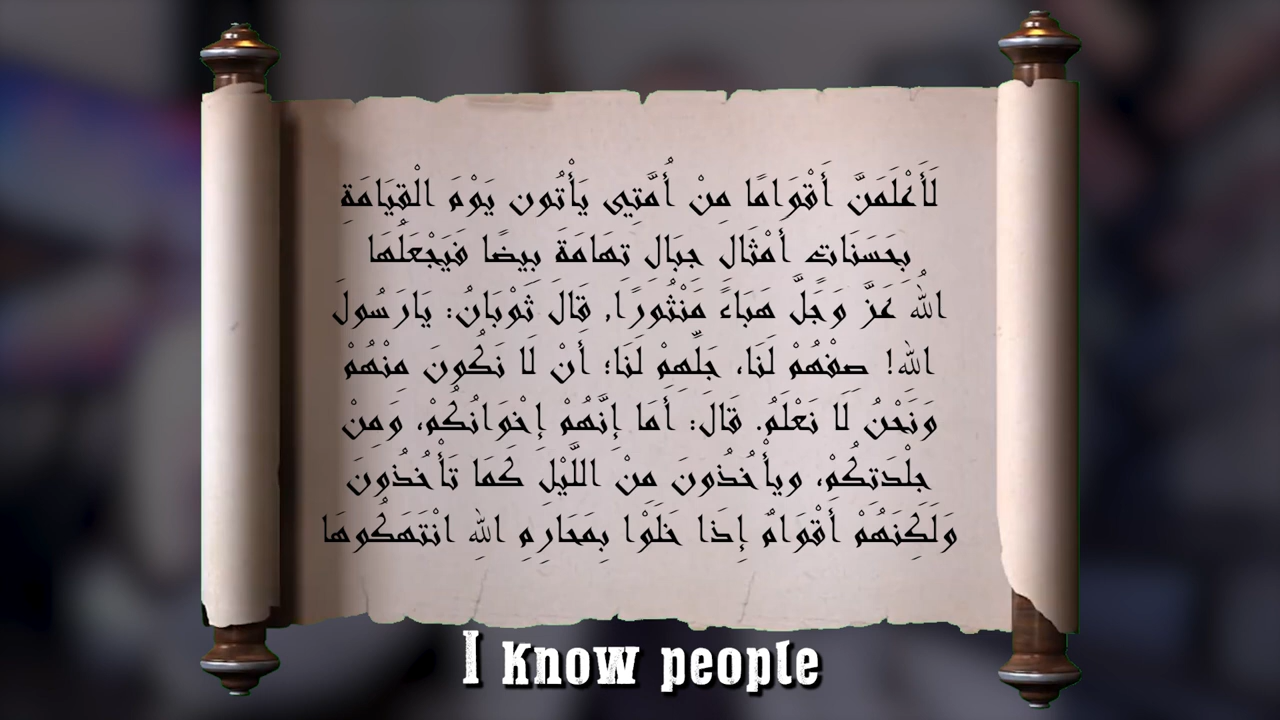 لَأَعْلَمَنَّ أَقْوَامًا مِنْ أُمَّتِي يَأْتُون يَوْمَ الْقِيَامَةِ
بِحَسَنَاتٍ أَمْثَالِ جِبَالِ تِهَامَةَ بِيضًا فَيَجْعَلُهَا
اللهُ عَزَّ وَجَلَّ هَبَاءً مَنْثُورًا، قَالَ ثَوْبَانُ: يَارَسُولَ
اللهِ! صِفْهُمْ لَنَا، جَلِّهِمْ لَنَا؛ أَنْ لَا نَكُونَ مِنْهُمْ
وَنَحْنُ لَا نَعْلَمُ. قَالَ: أَمَا إِنَّهُمْ إِخْوَانُكُمْ، وَمِنْ
جِلْدَتِكُمْ، ويأْخُذُونَ مِنْ اللَّيْلِ كَمَا تَأْخُذُونَ
وَلَكِنَهُمْ أَقْوَامٌ إِذَا خَلَوْا بِمَحَارِمِ اللهِ انْتَهَكُوهَا
I know people